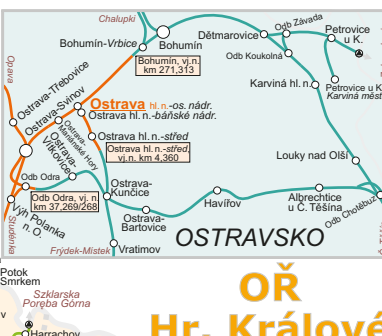 Chalupki
Bohumín-Vrbice
Bohumín
Bohumín, vj.n.
km 271,313
Dětmarovice
Odb Závada
Odb Koukolná
Petrovice
u K.
Petrovice u K
Karviná měst
Karviná hl. n.
Opava
Ostrava-Třebovice
Ostrava-Svinov
Ostrava hl. n.-os. nádr.
Ostrava hl. n.-báňské nádr.
Ostrava-
Mariánské Hory
Ostrava hl. n.-střed
Ostrava hl. n.-střed,
vj.n. km 4,360
Ostrava-
Vítkovice
Odb Odra
Odb Odra, vj. n.
km 37,269/268
Ostrava-
Kunčice
Louky nad Olší
Studénka
Výh Polanka
n. O.
Ostrava-
Bartovice
Havířov
Albrechtice
u Č. Těšína
Odb Chotěbuz
Frýdek-Místek
Vratimov
OSTRAVSKO
Potok
Smrkem
Szklarska
Poręba Górna
v
Harrachov
OŘ
Hr. Králové